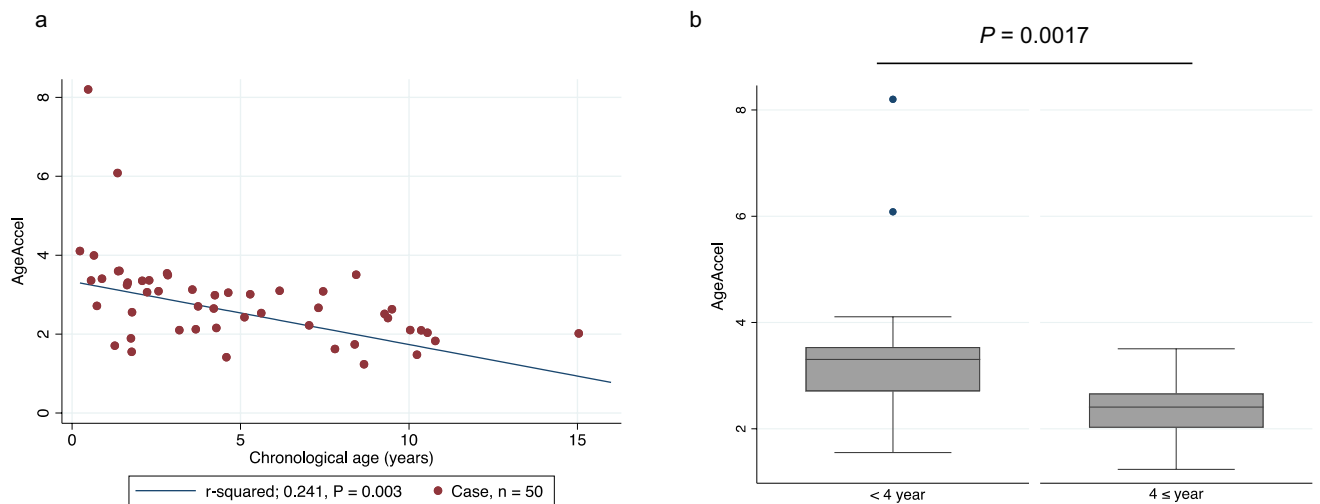 a
AgeAccel
8
6
4
2
0
0 5 10 15
Chronological age (years)
r-squared; 0.241, P = 0.003 Case, n = 50
b
P = 0.0017
AgeAccel
8
6
4
2
< 4 year 4 ≤ year